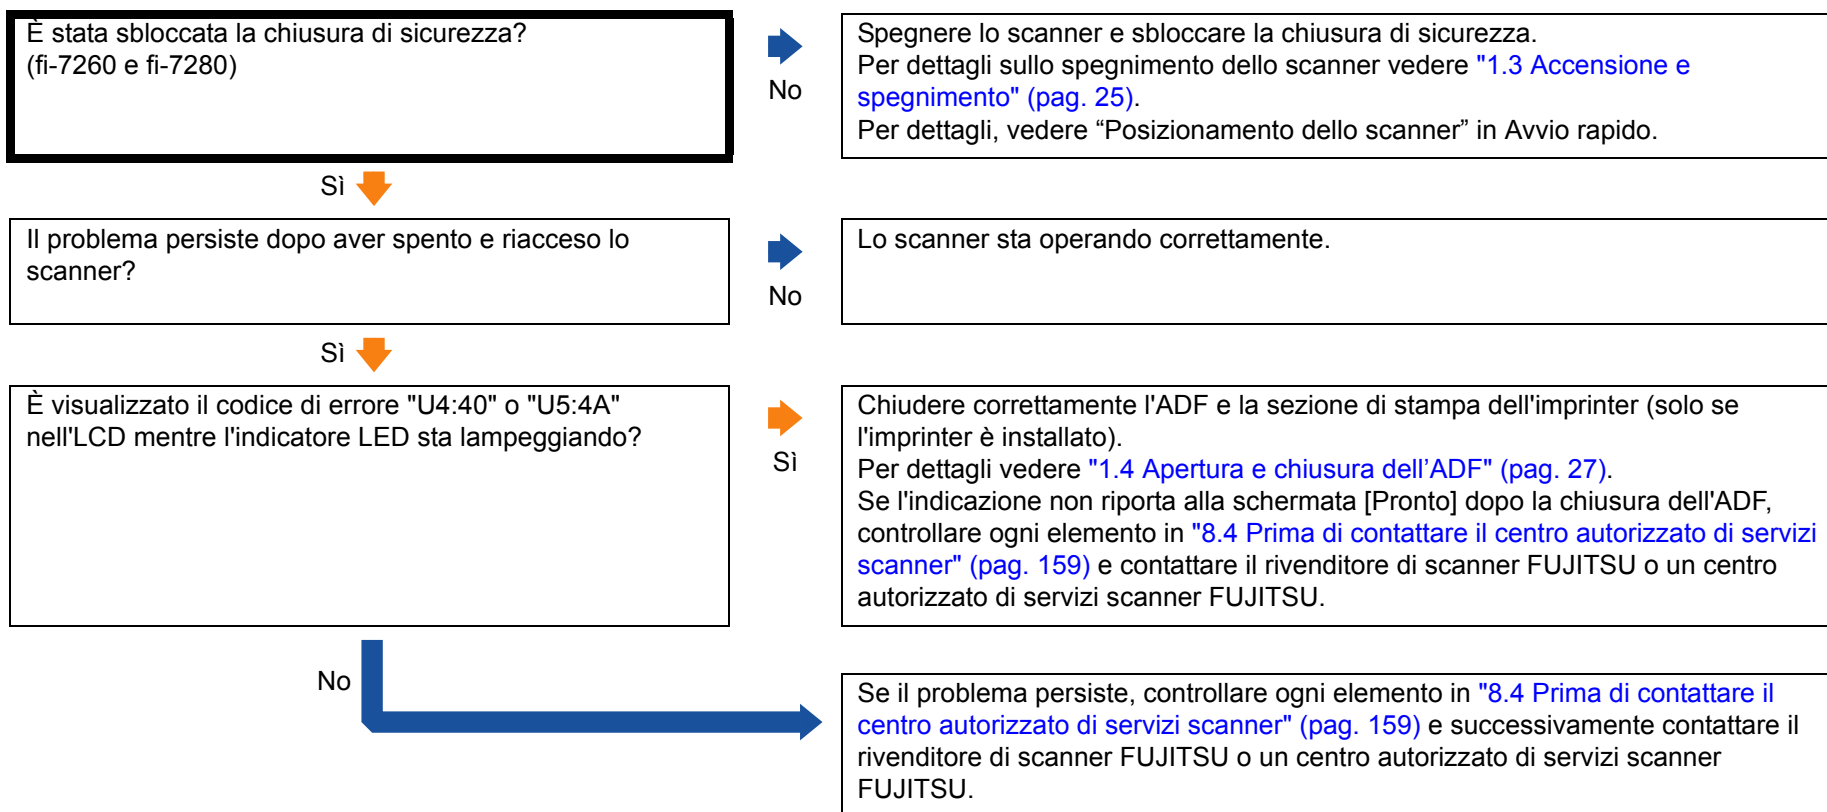 È stata sbloccata la chiusura di sicurezza?
(fi-7260 e fi-7280)
No
Spegnere lo scanner e sbloccare la chiusura di sicurezza.
Per dettagli sullo spegnimento dello scanner vedere "1.3 Accensione e
spegnimento" (pag. 25).
Per dettagli, vedere “Posizionamento dello scanner” in Avvio rapido.
Sì
Il problema persiste dopo aver spento e riacceso lo
scanner?
No
Lo scanner sta operando correttamente.
Sì
È visualizzato il codice di errore "U4:40" o "U5:4A"
nell'LCD mentre l'indicatore LED sta lampeggiando?
Sì
Chiudere correttamente l'ADF e la sezione di stampa dell'imprinter (solo se
l'imprinter è installato).
Per dettagli vedere "1.4 Apertura e chiusura dell’ADF" (pag. 27).
Se l'indicazione non riporta alla schermata [Pronto] dopo la chiusura dell'ADF,
controllare ogni elemento in "8.4 Prima di contattare il centro autorizzato di servizi
scanner" (pag. 159) e contattare il rivenditore di scanner FUJITSU o un centro
autorizzato di servizi scanner FUJITSU.
No
Se il problema persiste, controllare ogni elemento in "8.4 Prima di contattare il
centro autorizzato di servizi scanner" (pag. 159) e successivamente contattare il
rivenditore di scanner FUJITSU o un centro autorizzato di servizi scanner
FUJITSU.